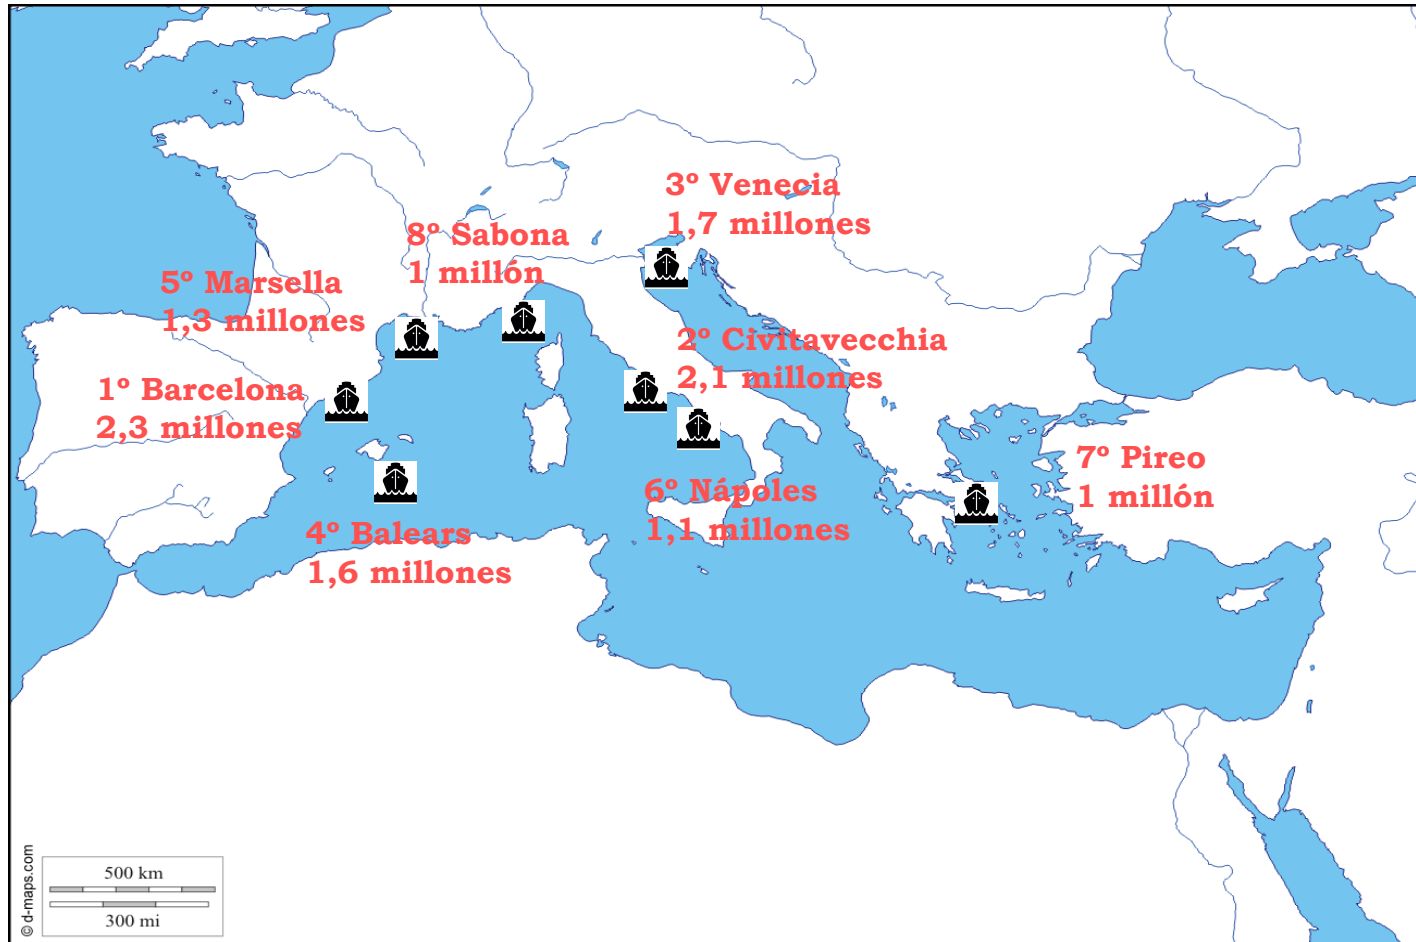 3º Venecia
1,7 millones
8º Sabona
1 millón
5º Marsella
1,3 millones
2º Civitavecchia
2,1 millones
1º Barcelona
2,3 millones
7º Pireo
1 millón
6º Nápoles
1,1 millones
4º Balears
1,6 millones
500 km
300 mi
© d-maps.com